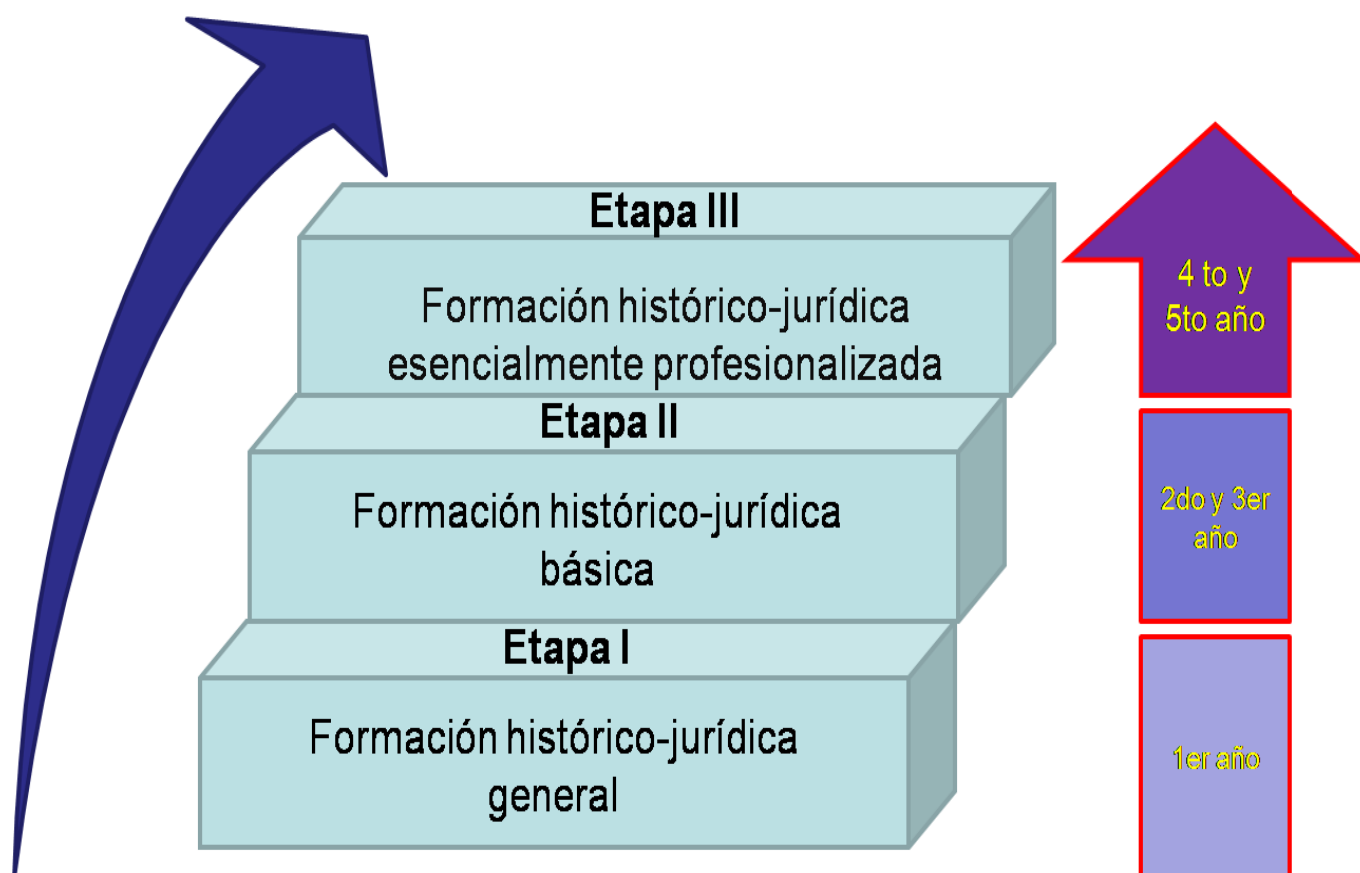 Etapa III
Formación histórico-jurídica
esencialmente profesionalizada
4 to y
5to año
Etapa II
Formación histórico-jurídica
básica
2do y 3er
año
Etapa I
Formación histórico-jurídica
general
1er año